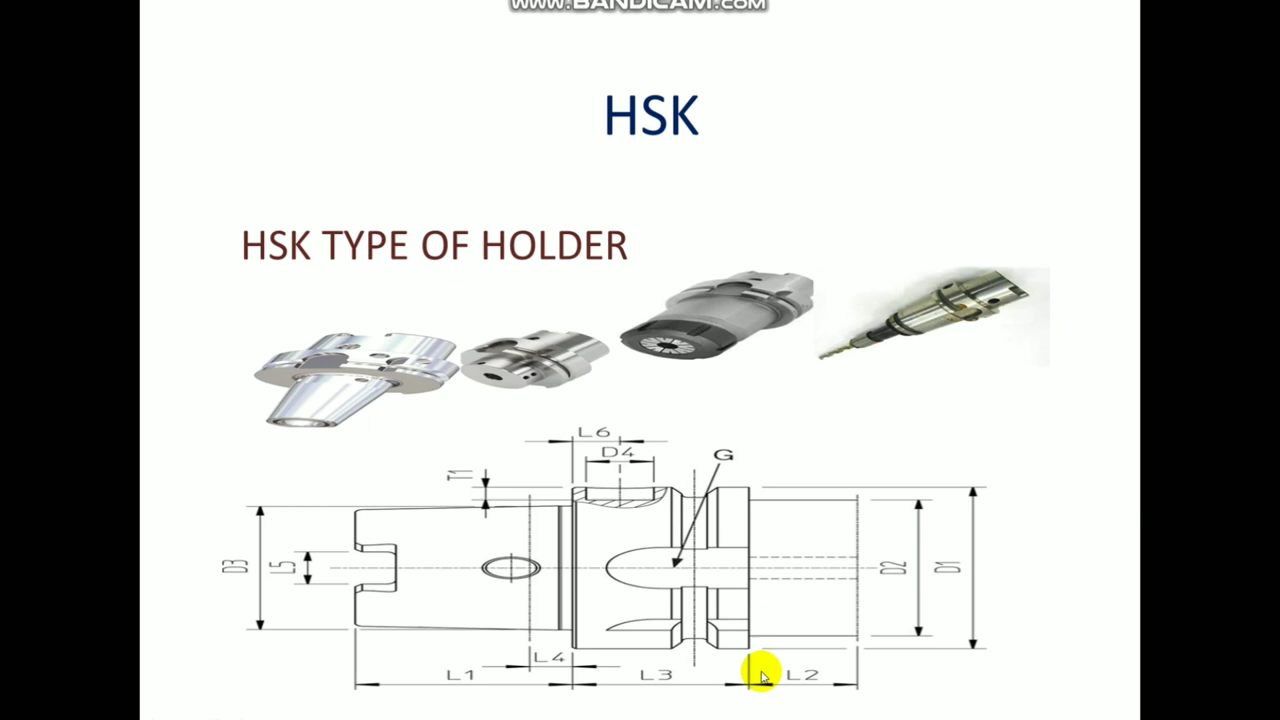 WWW.BANDICAM.COM
HSK
HSK TYPE OF HOLDER
L6
D4
G
T1
D3
L5
D2
D1
L4
L1
L3
L2